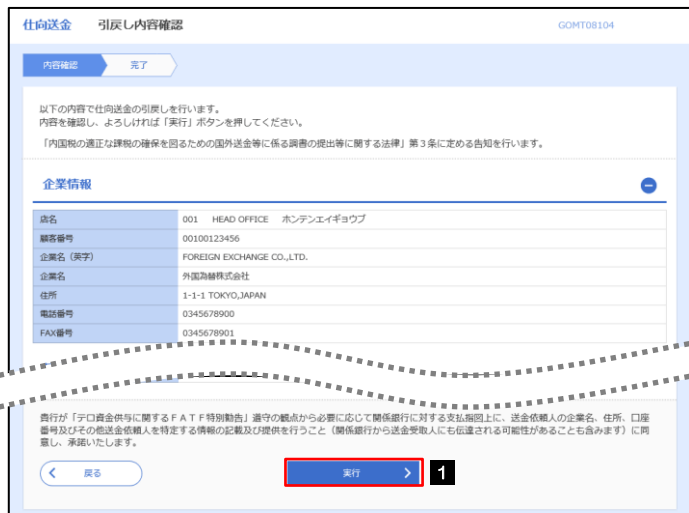 仕向送金 引戻し内容確認 GOMT08104
内容確認 完了
以下の内容で仕向送金の引戻しを行います。
内容を確認し、よろしければ「実行」ボタンを押してください。
「内国税の適正な課税の確保を図るための国外送金等に係る調書の提出等に関する法律」第3条に定める告知を行います。
企業情報
店名 001 HEAD OFFICE ホンテンエイギョウブ
顧客番号 00100123456
企業名（英字） FOREIGN EXCHANGE CO.,LTD.
企業名 外国為替株式会社
住所 1-1-1 TOKYO,JAPAN
電話番号 0345678900
FAX番号 0345678901
貴行が「テロ資金供与に関するＦＡＴＦ特別勧告」遵守の観点から必要に応じて関係銀行に対する支払指図上に、送金依頼人の企業名、住所、口座
番号及びその他送金依頼人を特定する情報の記載及び提供を行うこと（関係銀行から送金受取人にも伝達される可能性があることも含みます）に同
意し、承諾いたします。
戻る 実行 1